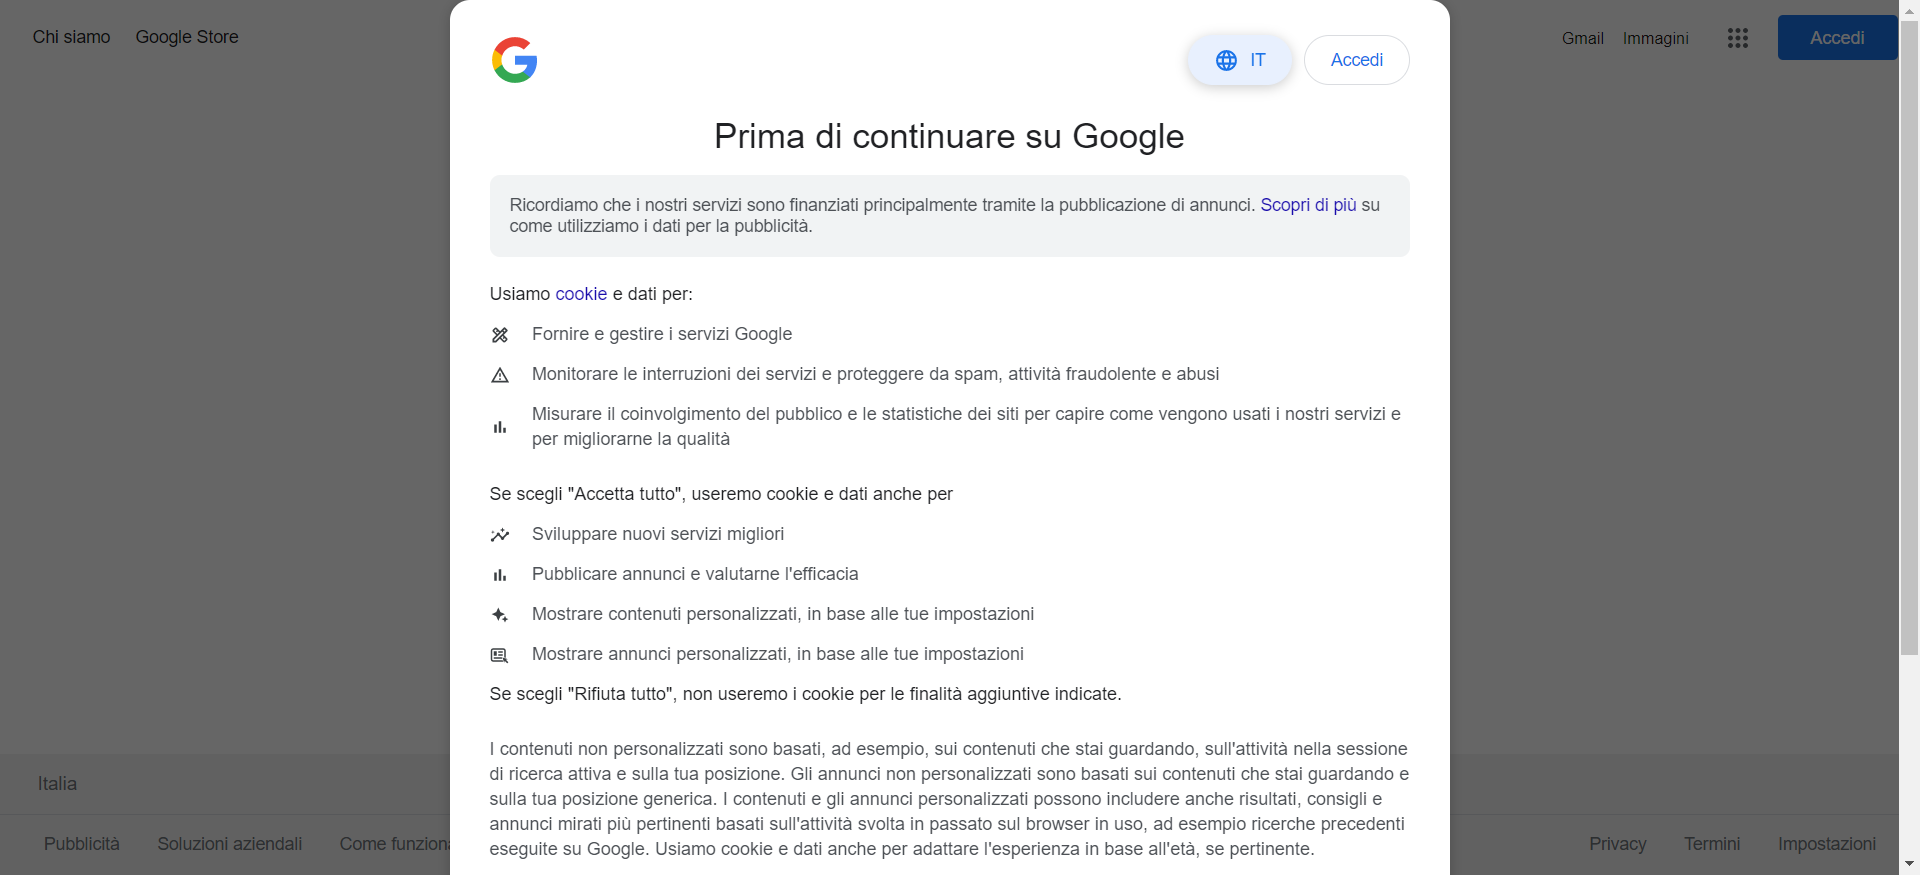 Chi siamo Google Store
Gmail Immagini Accedi
IT Accedi
Prima di continuare su Google
Ricordiamo che i nostri servizi sono finanziati principalmente tramite la pubblicazione di annunci. Scopri di più su
come utilizziamo i dati per la pubblicità.
Usiamo cookie e dati per:
Fornire e gestire i servizi Google
Monitorare le interruzioni dei servizi e proteggere da spam, attività fraudolente e abusi
Misurare il coinvolgimento del pubblico e le statistiche dei siti per capire come vengono usati i nostri servizi e
per migliorarne la qualità
Se scegli "Accetta tutto", useremo cookie e dati anche per
Sviluppare nuovi servizi migliori
Pubblicare annunci e valutarne l'efficacia
Mostrare contenuti personalizzati, in base alle tue impostazioni
Mostrare annunci personalizzati, in base alle tue impostazioni
Se scegli "Rifiuta tutto", non useremo i cookie per le finalità aggiuntive indicate.
I contenuti non personalizzati sono basati, ad esempio, sui contenuti che stai guardando, sull'attività nella sessione
di ricerca attiva e sulla tua posizione. Gli annunci non personalizzati sono basati sui contenuti che stai guardando e
sulla tua posizione generica. I contenuti e gli annunci personalizzati possono includere anche risultati, consigli e
annunci mirati più pertinenti basati sull'attività svolta in passato sul browser in uso, ad esempio ricerche precedenti
eseguite su Google. Usiamo cookie e dati anche per adattare l'esperienza in base all'età, se pertinente.
Italia
Pubblicità Soluzioni aziendali Come funziona
Privacy Termini Impostazioni